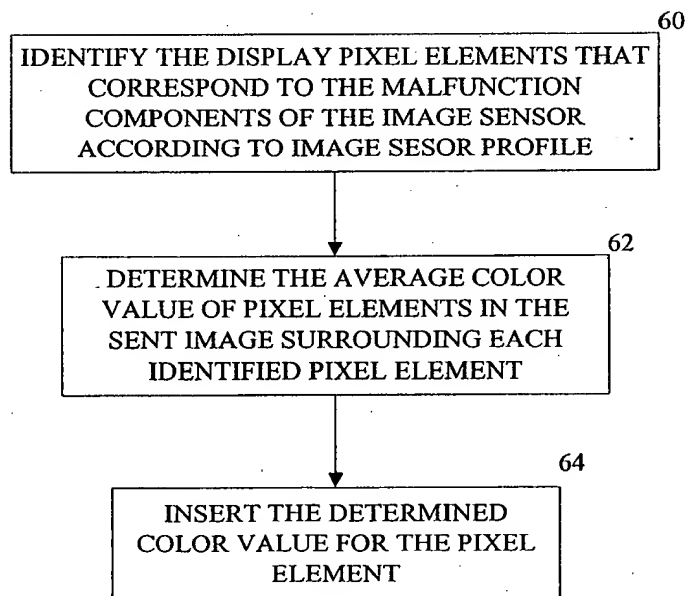 60
IDENTIFY THE DISPLAY PIXEL ELEMENTS THAT
CORRESPOND TO THE MALFUNCTION
COMPONENTS OF THE IMAGE SENSOR
ACCORDING TO IMAGE SESOR PROFILE
62
DETERMINE THE AVERAGE COLOR
VALUE OF PIXEL ELEMENTS IN THE
SENT IMAGE SURROUNDING EACH
IDENTIFIED PIXEL ELEMENT
64
INSERT THE DETERMINED
COLOR VALUE FOR THE PIXEL
ELEMENT